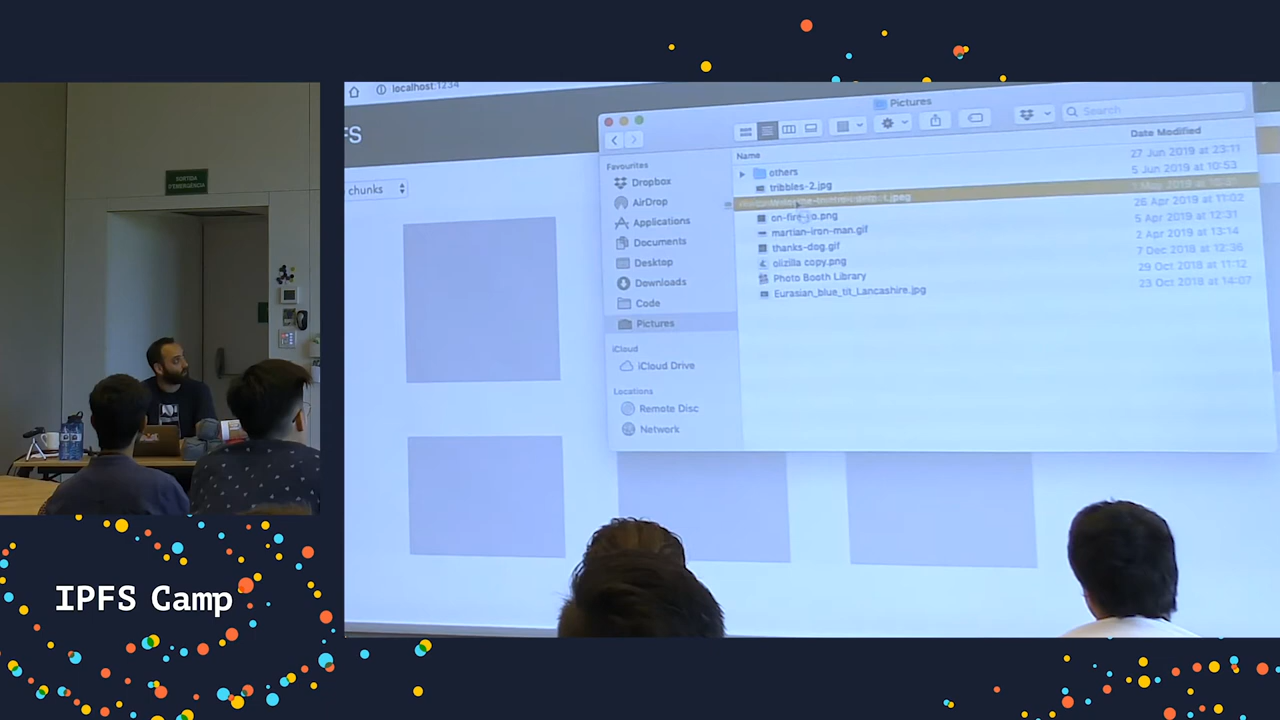 localhost:1234
FS
chunks
Pictures
Search
Name
Date Modified
27 Jun 2019 at 23:11
others
5 Jun 2019 at 10:53
tribbles-2.jpg
26 Apr 2019 at 11:02
5 Apr 2019 at 12:31
martian-iron-man.gif
2 Apr 2019 at 13:14
thanks-dog.gif
7 Dec 2018 at 12:36
olizilla copy.png
29 Oct 2018 at 11:12
Photo Booth Library
23 Oct 2018 at 14:07
Eurasian_blue_tit_Lancashire.jpg
Favourites
Dropbox
AirDrop
Applications
Documents
Desktop
Downloads
Code
Pictures
iCloud
iCloud Drive
Locations
Remote Disc
Network
SORTIDA
D'EMERGÈNCIA
IPFS Camp